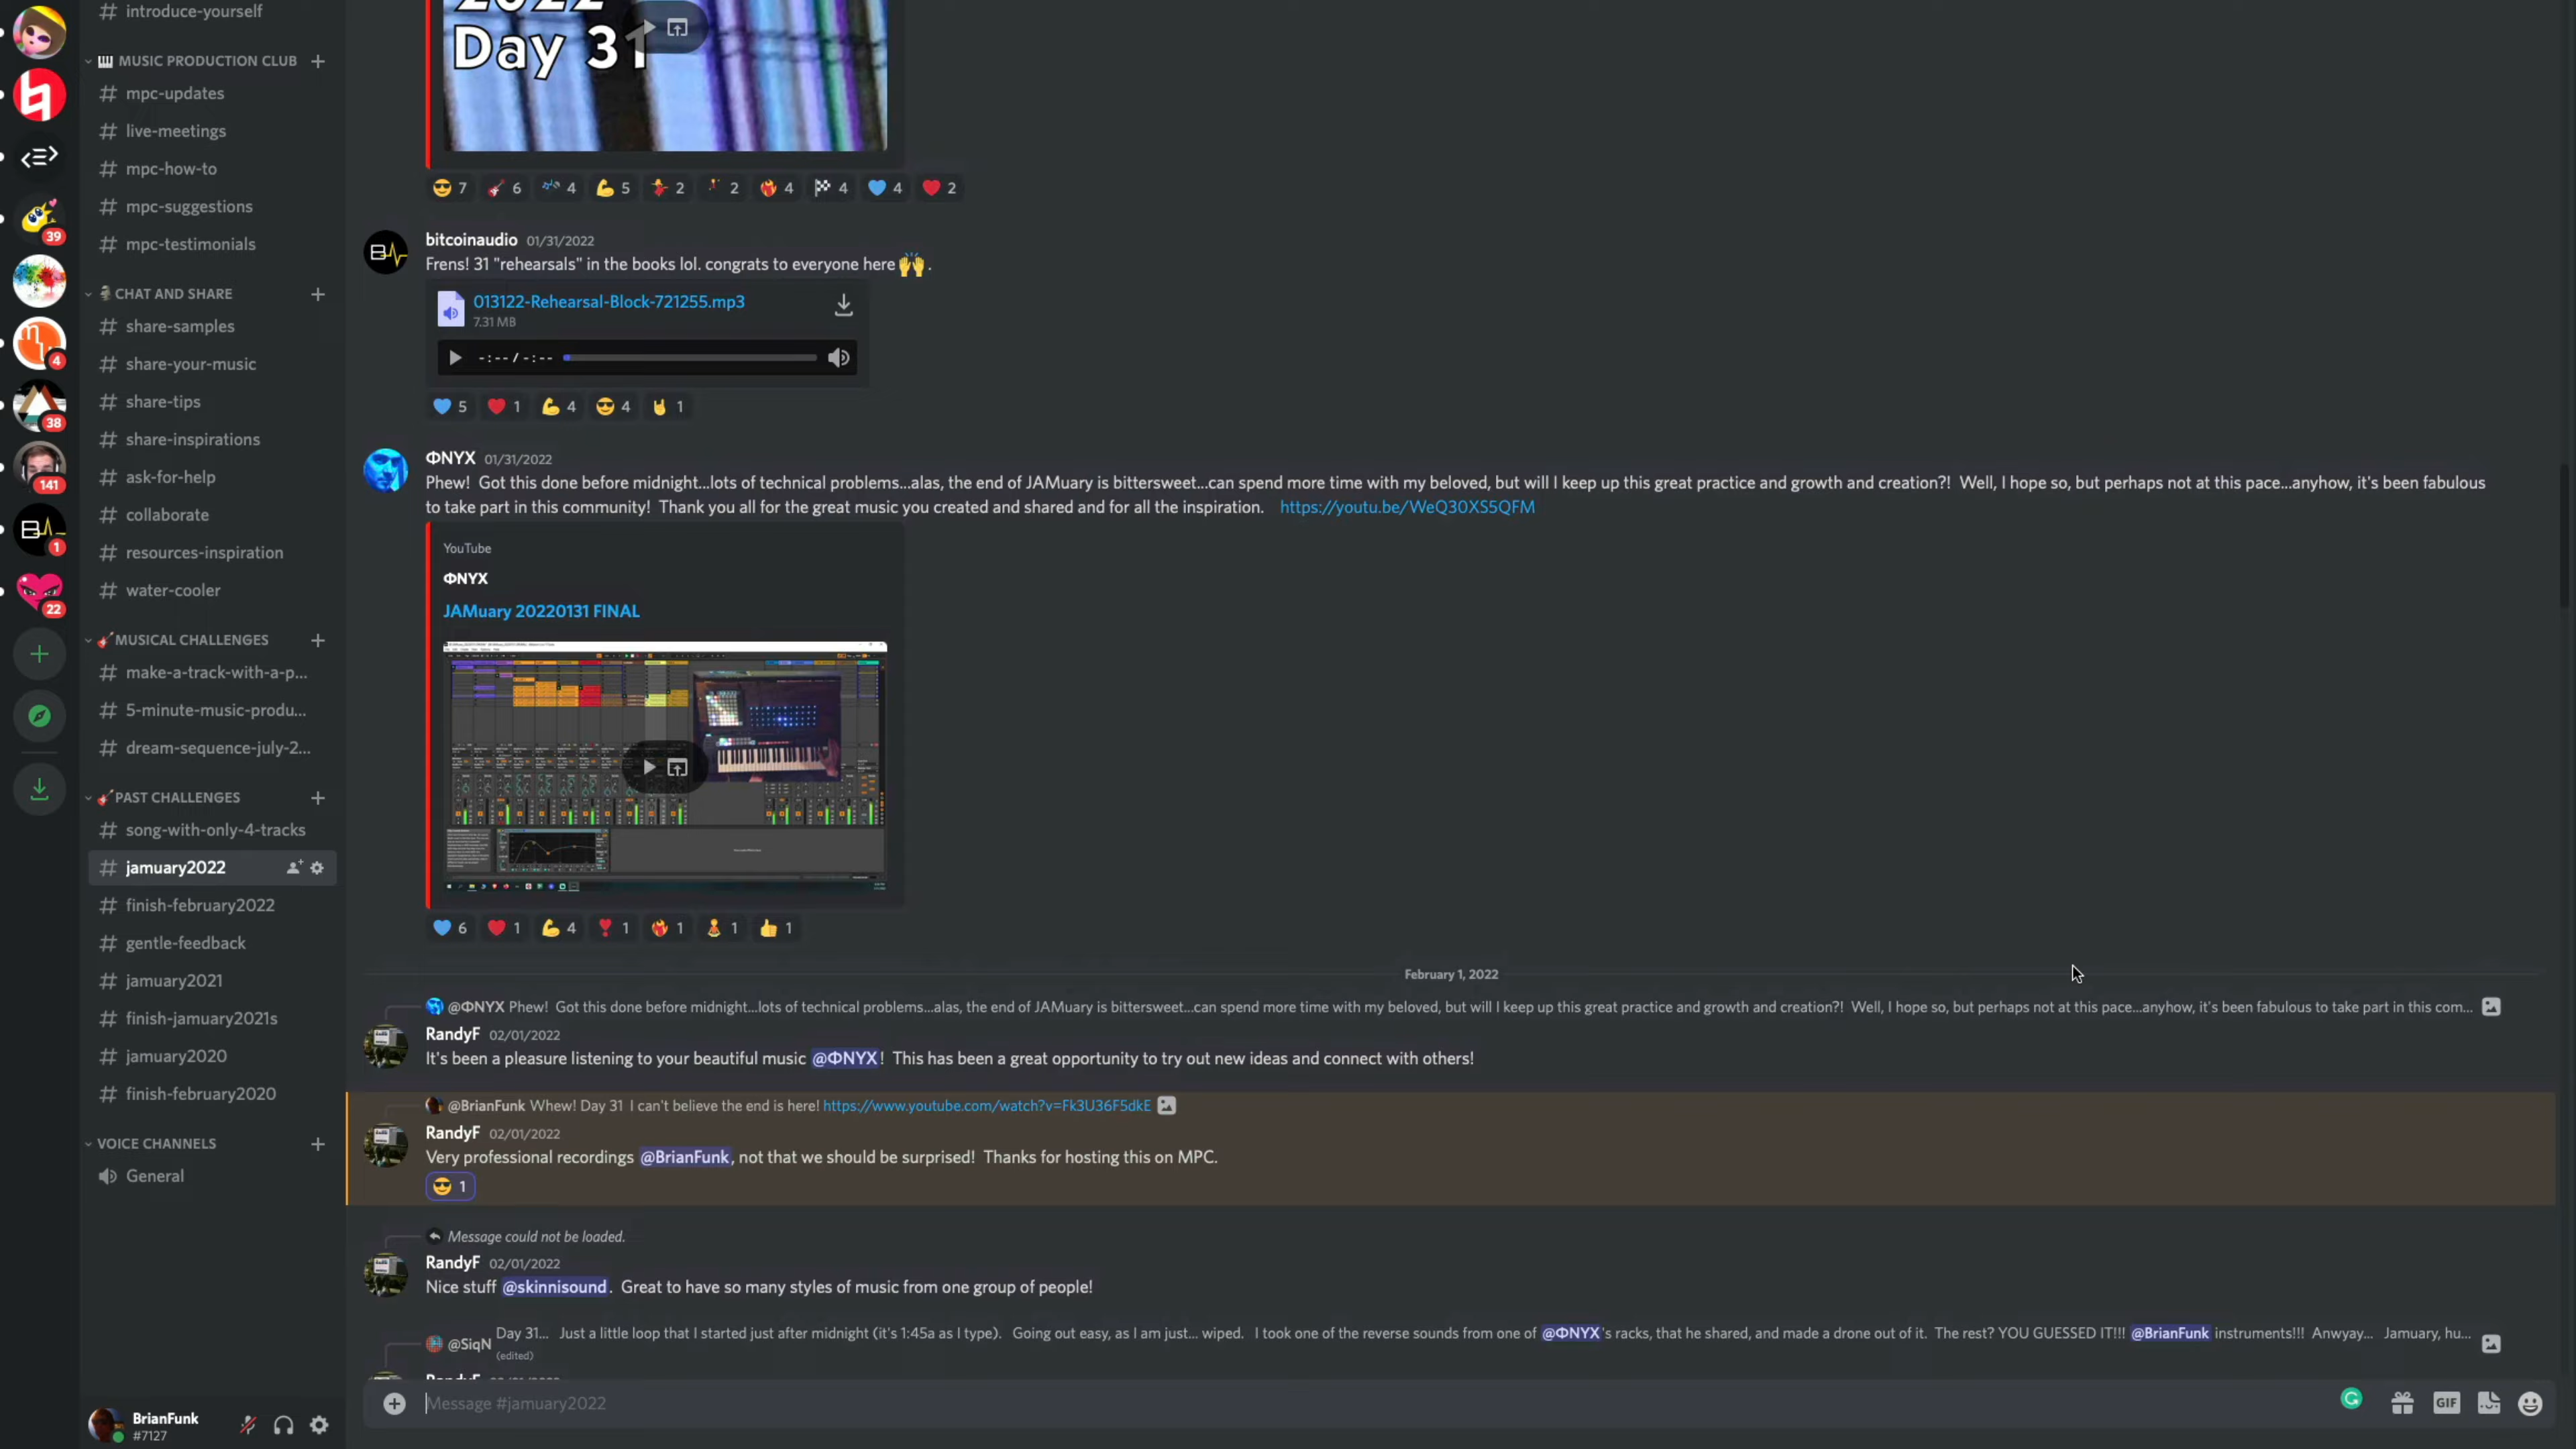 introduce-yourself
MUSIC PRODUCTION CLUB
mpc-updates
live-meetings
mpc-how-to
mpc-suggestions
mpc-testimonials
CHAT AND SHARE
share-samples
share-your-music
share-tips
share-inspirations
ask-for-help
collaborate
resources-inspiration
water-cooler
MUSICAL CHALLENGES
make-a-track-with-a-p...
5-minute-music-produ...
dream-sequence-july-2...
PAST CHALLENGES
song-with-only-4-tracks
jamuary2022
finish-february2022
gentle-feedback
jamuary2021
finish-jamuary2021s
jamuary2020
finish-february2020
VOICE CHANNELS
General
BrianFunk
#7127
39
4
38
141
1
22
2022
Day 31
7 6 4 5 2 2 4 4 4 2
bitcoinaudio 01/31/2022
Frens! 31 "rehearsals" in the books lol. congrats to everyone here 🙌 .
013122-Rehearsal-Block-721255.mp3
7.31 MB
-:-- / -:--
5 1 4 4 1
ΦNYX 01/31/2022
Phew! Got this done before midnight...lots of technical problems...alas, the end of JAMuary is bittersweet...can spend more time with my beloved, but will I keep up this great practice and growth and creation?! Well, I hope so, but perhaps not at this pace...anyhow, it's been fabulous
to take part in this community! Thank you all for the great music you created and shared and for all the inspiration. https://youtu.be/WeQ30XS5QFM
YouTube
ΦNYX
JAMuary 20220131 FINAL
6 1 4 1 1 1 1
February 1, 2022
@ΦNYX Phew! Got this done before midnight...lots of technical problems...alas, the end of JAMuary is bittersweet...can spend more time with my beloved, but will I keep up this great practice and growth and creation?! Well, I hope so, but perhaps not at this pace...anyhow, it's been fabulous to take part in this com...
RandyF 02/01/2022
It's been a pleasure listening to your beautiful music @ΦNYX! This has been a great opportunity to try out new ideas and connect with others!
@BrianFunk Whew! Day 31 I can't believe the end is here! https://www.youtube.com/watch?v=Fk3U36F5dkE
RandyF 02/01/2022
Very professional recordings @BrianFunk, not that we should be surprised! Thanks for hosting this on MPC.
1
Message could not be loaded.
RandyF 02/01/2022
Nice stuff @skinnisound. Great to have so many styles of music from one group of people!
@SiqN Day 31... Just a little loop that I started just after midnight (it's 1:45a as I type). Going out easy, as I am just... wiped. I took one of the reverse sounds from one of @ΦNYX's racks, that he shared, and made a drone out of it. The rest? YOU GUESSED IT!!! @BrianFunk instruments!!! Anwyay... Jamuary, hu...
(edited)
RandyF
Message #jamuary2022
GIF